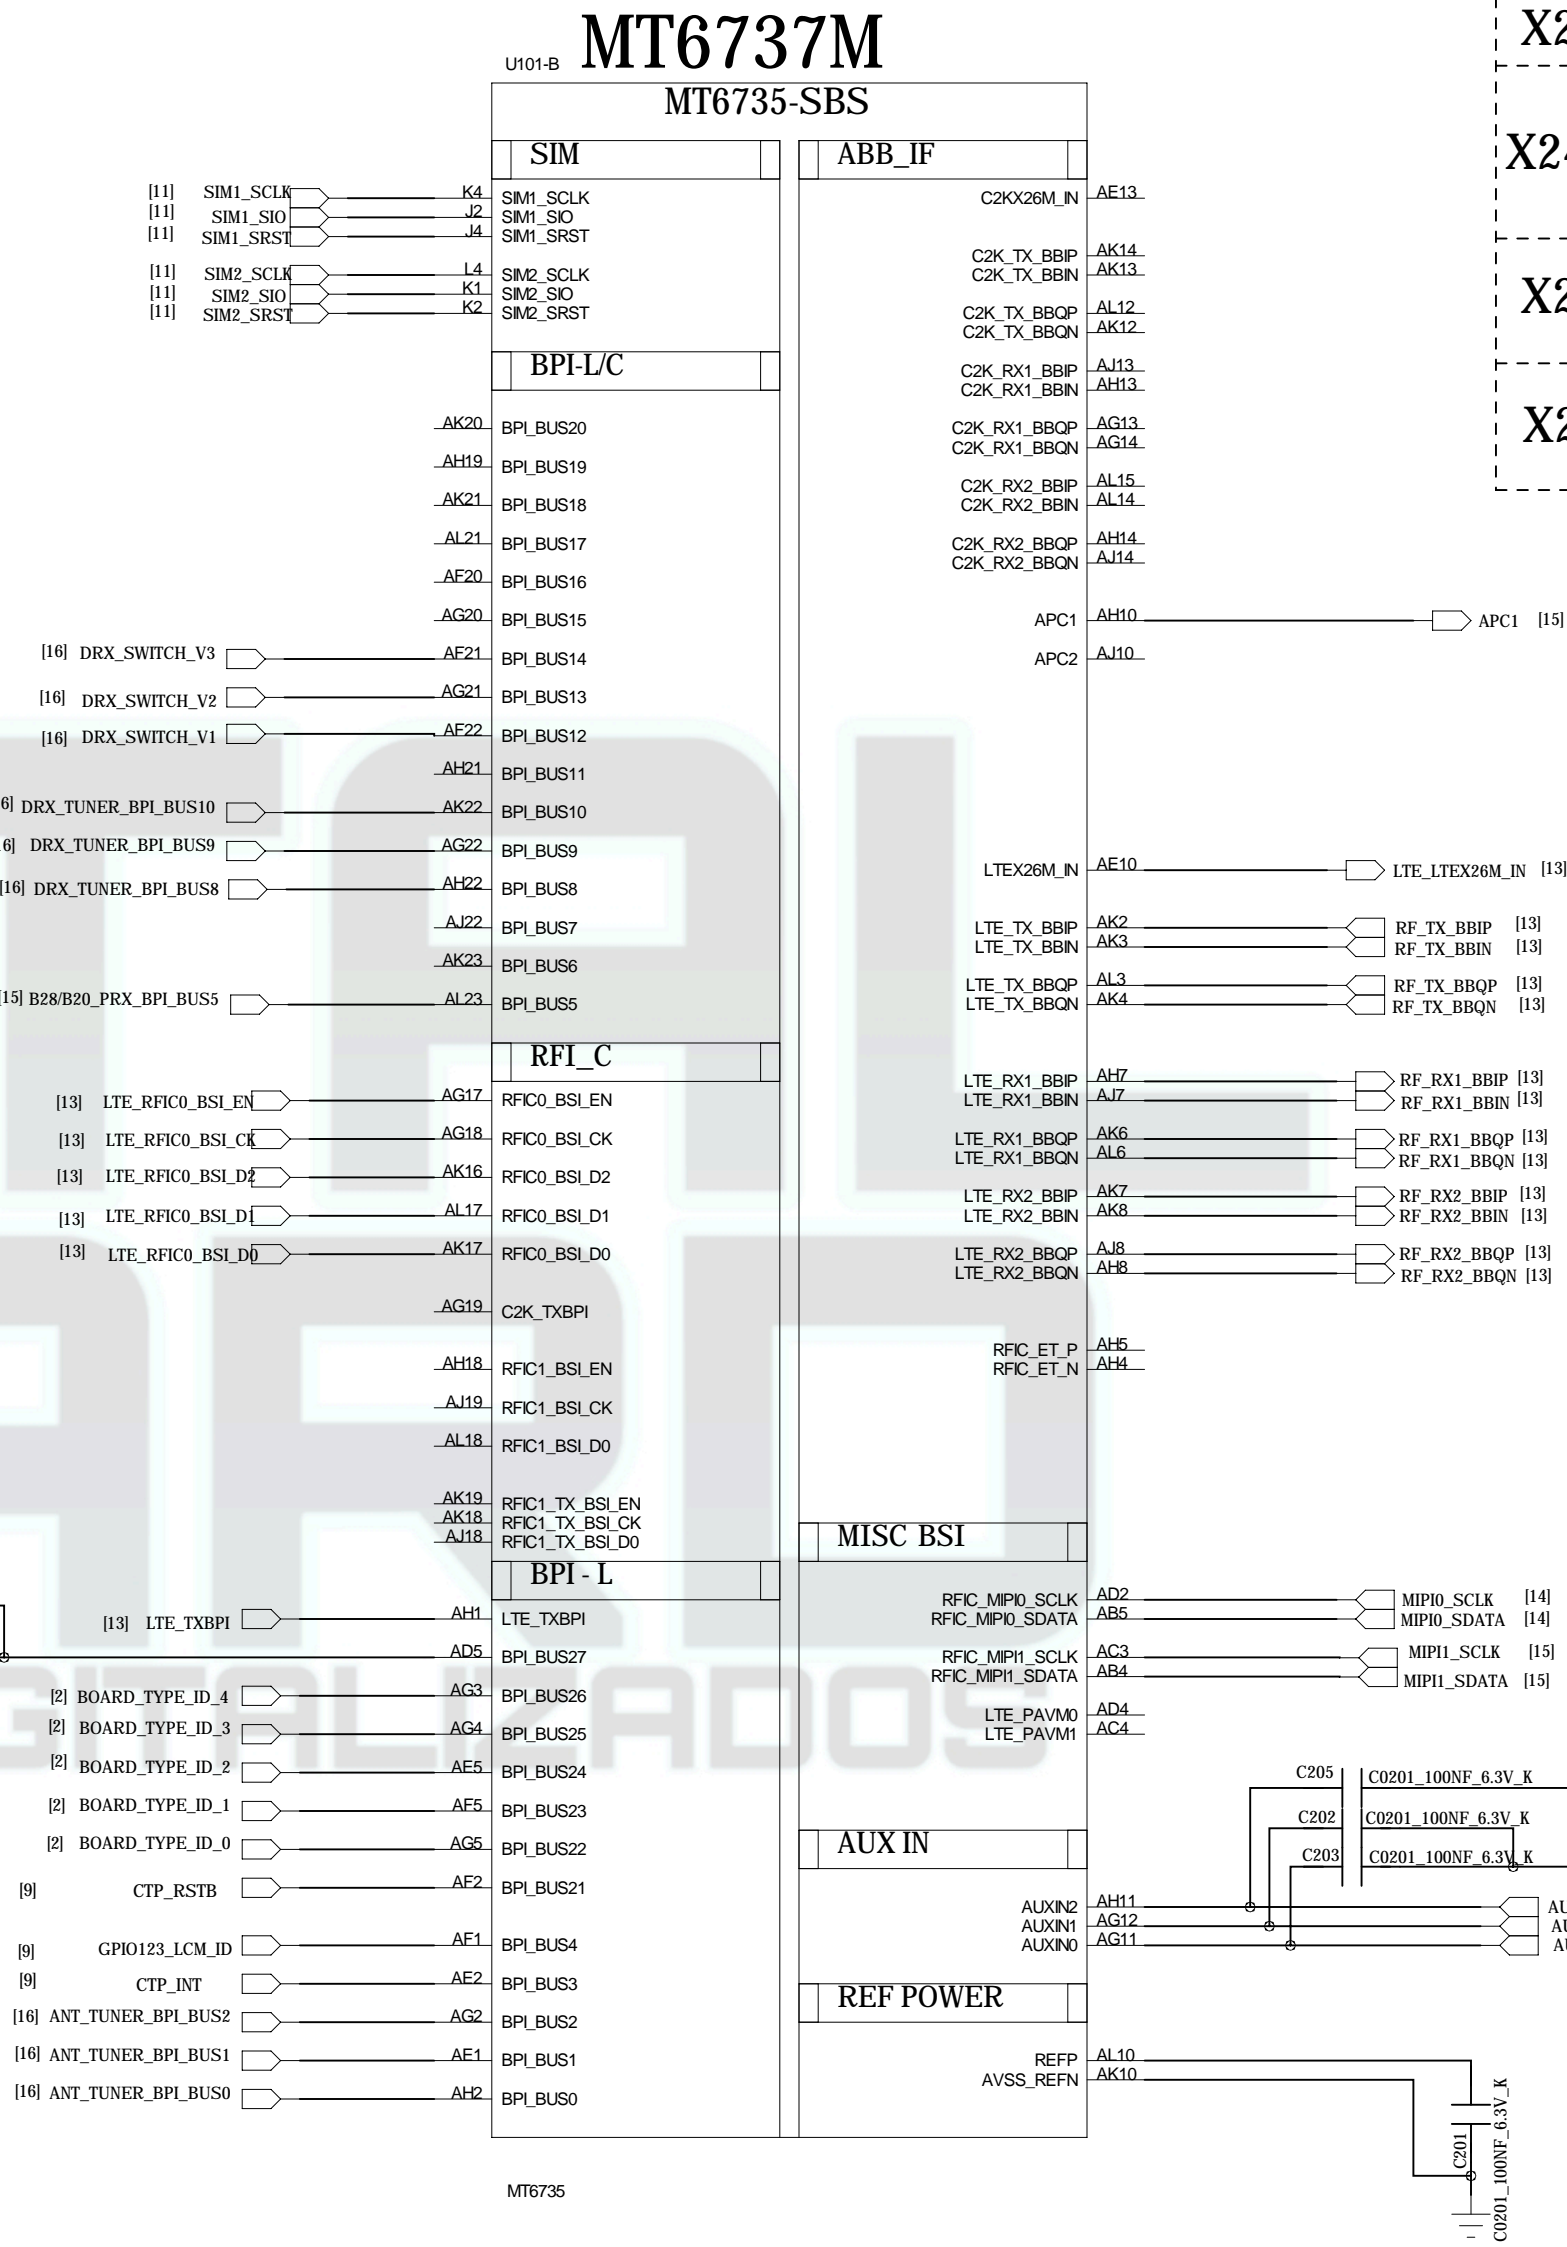 MT6737M
U101-B
MT6735-SBS
SIM
[11] SIM1_SCLK K4 SIM1_SCLK
[11] SIM1_SIO J2 SIM1_SIO
[11] SIM1_SRST J4 SIM1_SRST
[11] SIM2_SCLK L4 SIM2_SCLK
[11] SIM2_SIO K1 SIM2_SIO
[11] SIM2_SRST K2 SIM2_SRST
BPI-L/C
AK20 BPI_BUS20
AH19 BPI_BUS19
AK21 BPI_BUS18
AL21 BPI_BUS17
AF20 BPI_BUS16
AG20 BPI_BUS15
[16] DRX_SWITCH_V3 AF21 BPI_BUS14
[16] DRX_SWITCH_V2 AG21 BPI_BUS13
[16] DRX_SWITCH_V1 AF22 BPI_BUS12
AH21 BPI_BUS11
6] DRX_TUNER_BPI_BUS10 AK22 BPI_BUS10
6] DRX_TUNER_BPI_BUS9 AG22 BPI_BUS9
[16] DRX_TUNER_BPI_BUS8 AH22 BPI_BUS8
AJ22 BPI_BUS7
AK23 BPI_BUS6
[15] B28/B20_PRX_BPI_BUS5 AL23 BPI_BUS5
RFI_C
[13] LTE_RFIC0_BSI_EN AG17 RFIC0_BSI_EN
[13] LTE_RFIC0_BSI_CK AG18 RFIC0_BSI_CK
[13] LTE_RFIC0_BSI_D2 AK16 RFIC0_BSI_D2
[13] LTE_RFIC0_BSI_D1 AL17 RFIC0_BSI_D1
[13] LTE_RFIC0_BSI_D0 AK17 RFIC0_BSI_D0
AG19 C2K_TXBPI
AH18 RFIC1_BSI_EN
AJ19 RFIC1_BSI_CK
AL18 RFIC1_BSI_D0
AK19 RFIC1_TX_BSI_EN
AK18 RFIC1_TX_BSI_CK
AJ18 RFIC1_TX_BSI_D0
BPI - L
[13] LTE_TXBPI AH1 LTE_TXBPI
AD5 BPI_BUS27
[2] BOARD_TYPE_ID_4 AG3 BPI_BUS26
[2] BOARD_TYPE_ID_3 AG4 BPI_BUS25
[2] BOARD_TYPE_ID_2 AE5 BPI_BUS24
[2] BOARD_TYPE_ID_1 AF5 BPI_BUS23
[2] BOARD_TYPE_ID_0 AG5 BPI_BUS22
[9] CTP_RSTB AF2 BPI_BUS21
[9] GPIO123_LCM_ID AF1 BPI_BUS4
[9] CTP_INT AE2 BPI_BUS3
[16] ANT_TUNER_BPI_BUS2 AG2 BPI_BUS2
[16] ANT_TUNER_BPI_BUS1 AE1 BPI_BUS1
[16] ANT_TUNER_BPI_BUS0 AH2 BPI_BUS0
MT6735
ABB_IF
C2KX26M_IN AE13
C2K_TX_BBIP AK14
C2K_TX_BBIN AK13
C2K_TX_BBQP AL12
C2K_TX_BBQN AK12
C2K_RX1_BBIP AJ13
C2K_RX1_BBIN AH13
C2K_RX1_BBQP AG13
C2K_RX1_BBQN AG14
C2K_RX2_BBIP AL15
C2K_RX2_BBIN AL14
C2K_RX2_BBQP AH14
C2K_RX2_BBQN AJ14
APC1 AH10 APC1 [15]
APC2 AJ10
LTEX26M_IN AE10 LTE_LTEX26M_IN [13]
LTE_TX_BBIP AK2 RF_TX_BBIP [13]
LTE_TX_BBIN AK3 RF_TX_BBIN [13]
LTE_TX_BBQP AL3 RF_TX_BBQP [13]
LTE_TX_BBQN AK4 RF_TX_BBQN [13]
LTE_RX1_BBIP AH7 RF_RX1_BBIP [13]
LTE_RX1_BBIN AJ7 RF_RX1_BBIN [13]
LTE_RX1_BBQP AK6 RF_RX1_BBQP [13]
LTE_RX1_BBQN AL6 RF_RX1_BBQN [13]
LTE_RX2_BBIP AK7 RF_RX2_BBIP [13]
LTE_RX2_BBIN AK8 RF_RX2_BBIN [13]
LTE_RX2_BBQP AJ8 RF_RX2_BBQP [13]
LTE_RX2_BBQN AH8 RF_RX2_BBQN [13]
RFIC_ET_P AH5
RFIC_ET_N AH4
MISC BSI
RFIC_MIPI0_SCLK AD2 MIPI0_SCLK [14]
RFIC_MIPI0_SDATA AB5 MIPI0_SDATA [14]
RFIC_MIPI1_SCLK AC3 MIPI1_SCLK [15]
RFIC_MIPI1_SDATA AB4 MIPI1_SDATA [15]
LTE_PAVM0 AD4
LTE_PAVM1 AC4
C205 C0201_100NF_6.3V_K
C202 C0201_100NF_6.3V_K
C203 C0201_100NF_6.3V_K
AUX IN
AUXIN2 AH11
AUXIN1 AG12
AUXIN0 AG11
REF POWER
REFP AL10
AVSS_REFN AK10
C201
C0201_100NF_6.3V_K
GITALIZADOS